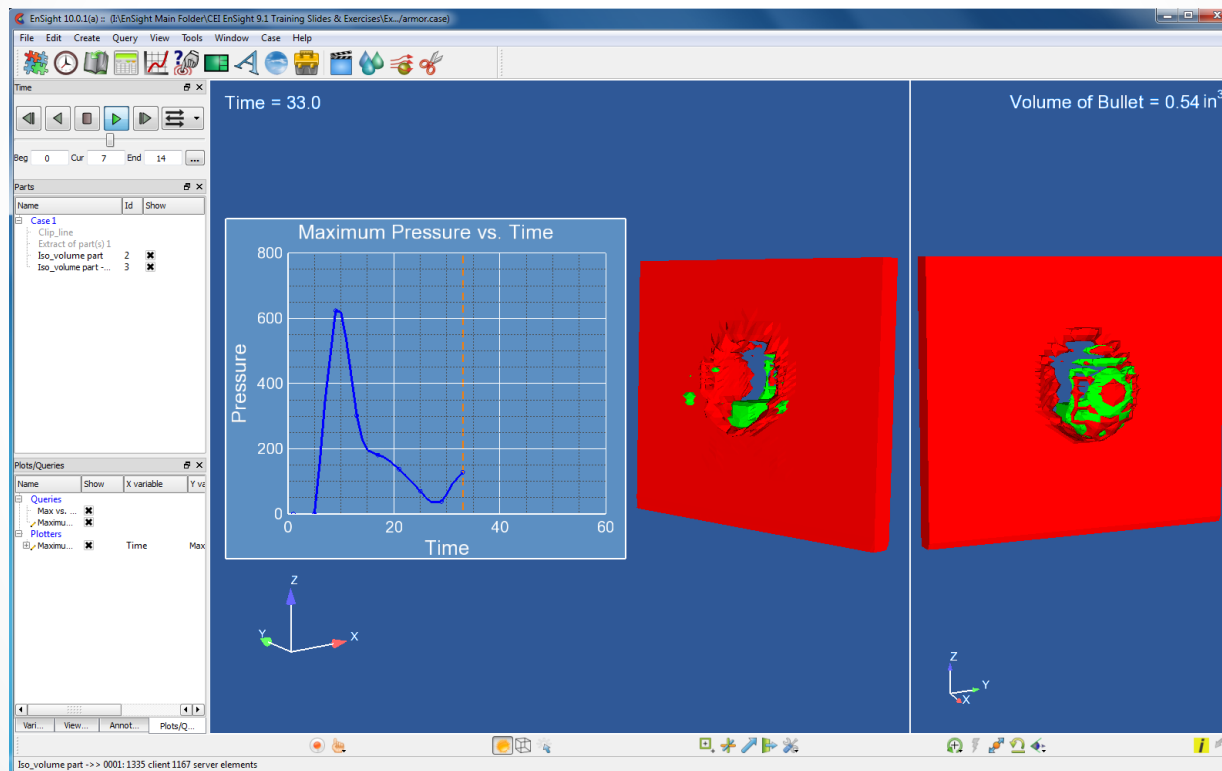 EnSight 10.0.1(a) :: (I:\EnSight Main Folder\CEI EnSight 9.1 Training Slides & Exercises\Ex.../armor.case)
File Edit Create Query View Tools Window Case Help
Time
Beg 0 Cur 7 End 14 ...
Parts
Name Id Show
Case 1
Clip_line
Extract of part(s) 1
Iso_volume part 2
Iso_volume part -... 3
Plots/Queries
Name Show X variable Y va
Queries
Max vs. ...
Maximu...
Plotters
Maximu... Time Max
Vari... View... Annot... Plots/Q...
Time = 33.0
Volume of Bullet = 0.54 in³
Maximum Pressure vs. Time
Pressure
800
600
400
200
0
0 20 40 60
Time
Z
Y
X
Z
Y
X
Iso_volume part ->> 0001: 1335 client 1167 server elements